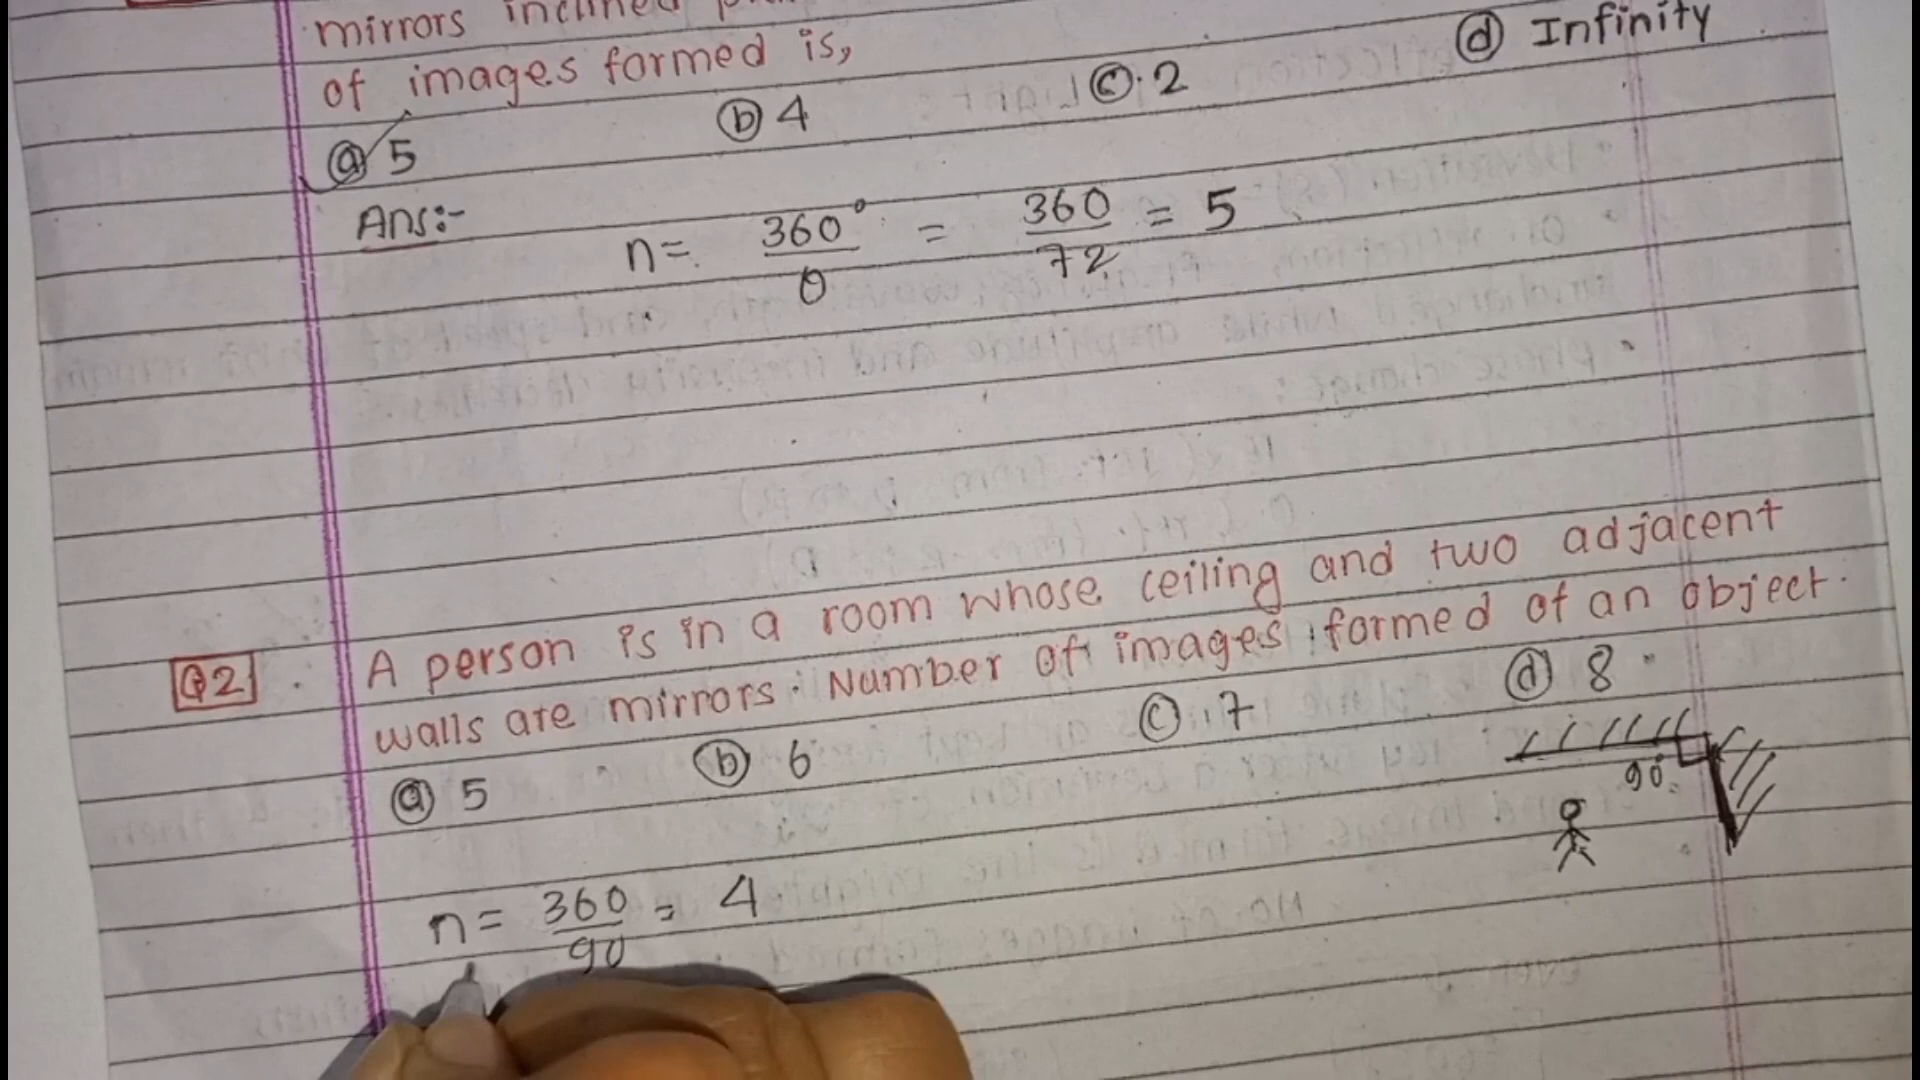 mirrors inclined
of images formed is,
(a) 5 (b) 4 (c) 2 (d) Infinity
Ans:-
n = 360° / θ = 360 / 72 = 5
Q2 A person is in a room whose ceiling and two adjacent
walls are mirrors. Number of images formed of an object.
(a) 5 (b) 6 (c) 7 (d) 8
90°
n = 360 / 90 = 4